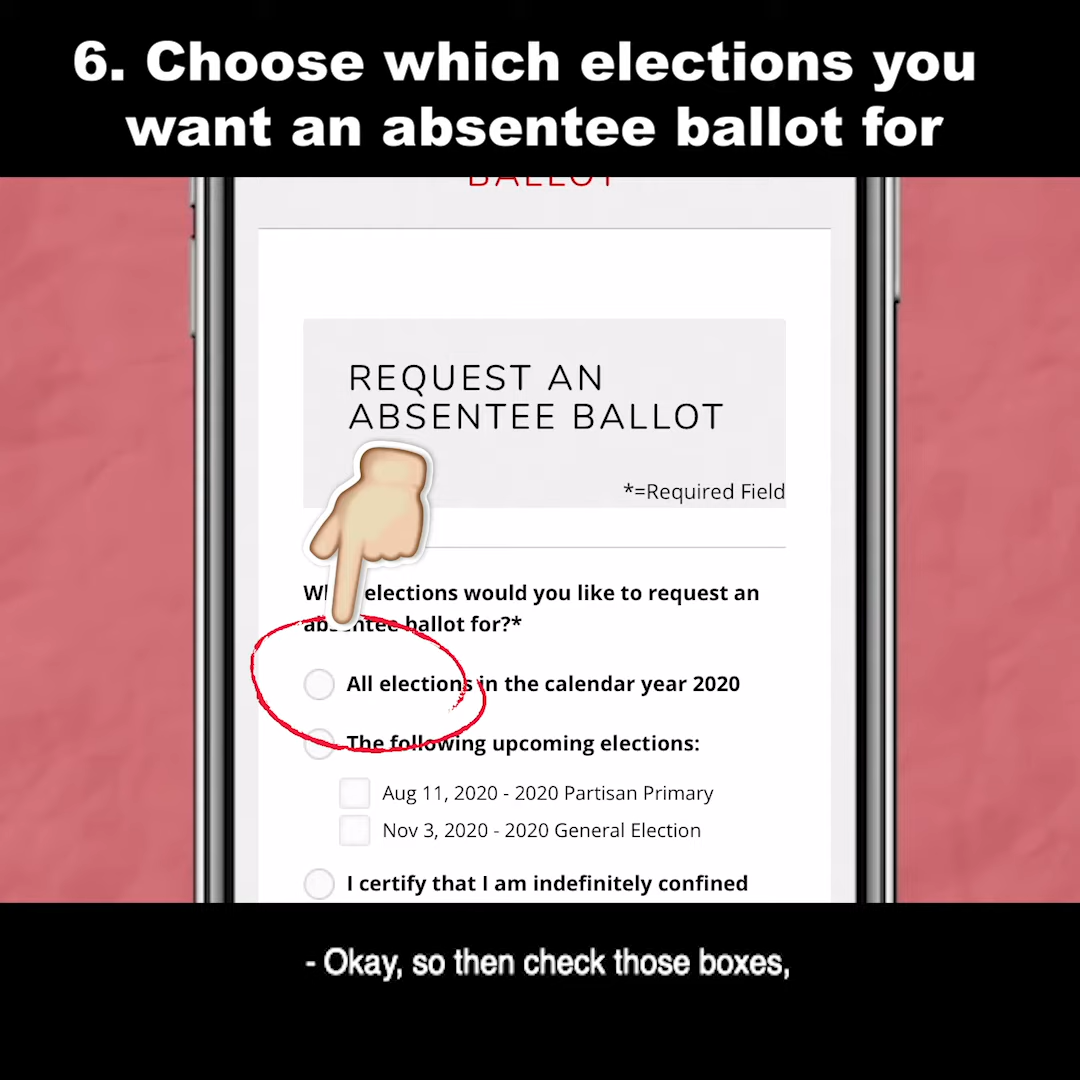 6. Choose which elections you
want an absentee ballot for
BALLOT
REQUEST AN
ABSENTEE BALLOT
*=Required Field
elections would you like to request an
absentee ballot for?*
All elections in the calendar year 2020
The following upcoming elections:
Aug 11, 2020 - 2020 Partisan Primary
Nov 3, 2020 - 2020 General Election
I certify that I am indefinitely confined
- Okay, so then check those boxes,